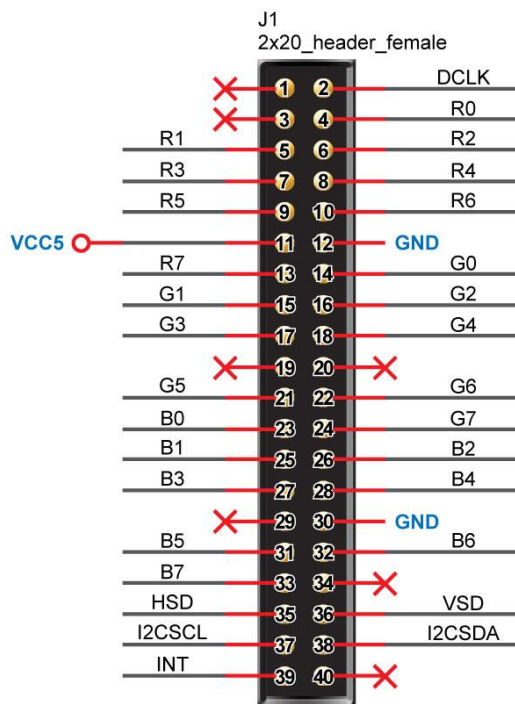 J1
2x20_header_female
1 2 DCLK
3 4 R0
R1 5 6 R2
R3 7 8 R4
R5 9 10 R6
VCC5 11 12 GND
R7 13 14 G0
G1 15 16 G2
G3 17 18 G4
19 20
G5 21 22 G6
B0 23 24 G7
B1 25 26 B2
B3 27 28 B4
29 30 GND
B5 31 32 B6
B7 33 34
HSD 35 36 VSD
I2CSCL 37 38 I2CSDA
INT 39 40